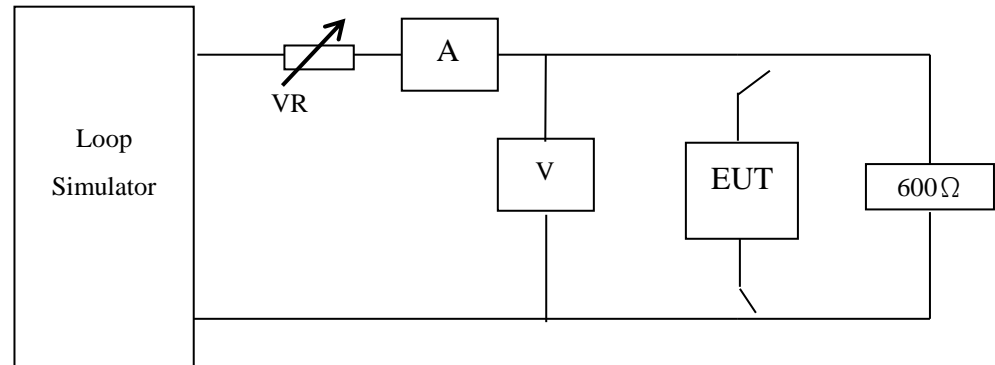 Loop
Simulator
VR
A
V
EUT
600Ω